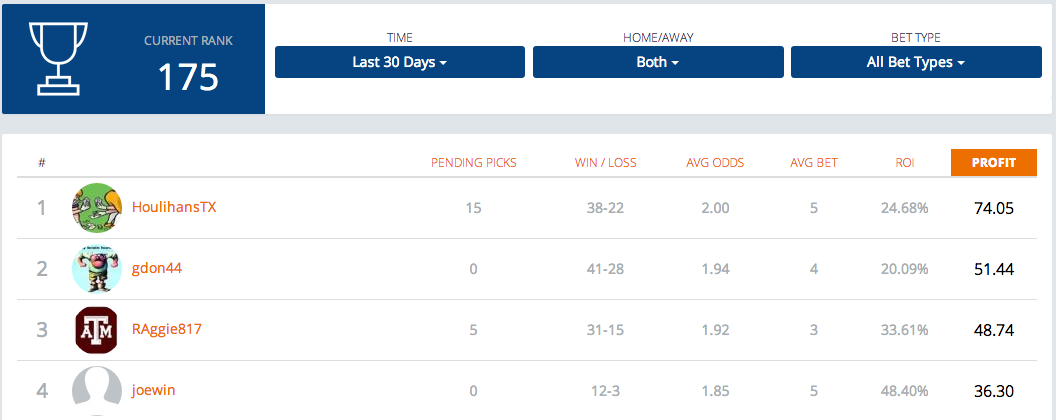 CURRENT RANK
175
TIME
Last 30 Days
HOME/AWAY
Both
BET TYPE
All Bet Types
# PENDING PICKS WIN / LOSS AVG ODDS AVG BET ROI PROFIT
1 HoulihansTX 15 38-22 2.00 5 24.68% 74.05
2 gdon44 0 41-28 1.94 4 20.09% 51.44
3 ATM RAggie817 5 31-15 1.92 3 33.61% 48.74
4 joewin 0 12-3 1.85 5 48.40% 36.30